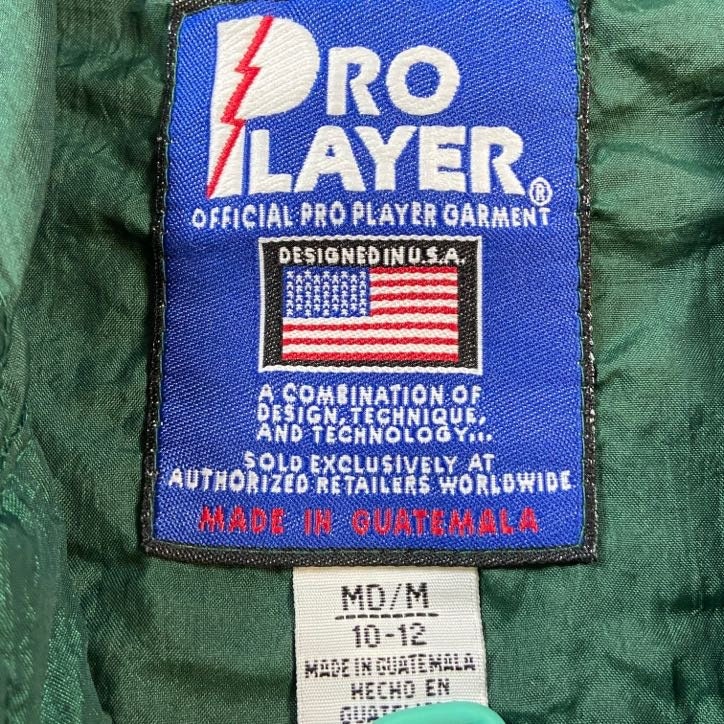 PRO
PLAYER®
OFFICIAL PRO PLAYER GARMENT
DESIGNED IN U.S.A.
A COMBINATION OF
DESIGN, TECHNIQUE,
AND TECHNOLOGY...
SOLD EXCLUSIVELY AT
AUTHORIZED RETAILERS WORLDWIDE
MADE IN GUATEMALA
MD/M
10-12
MADE IN GUATEMALA
HECHO EN